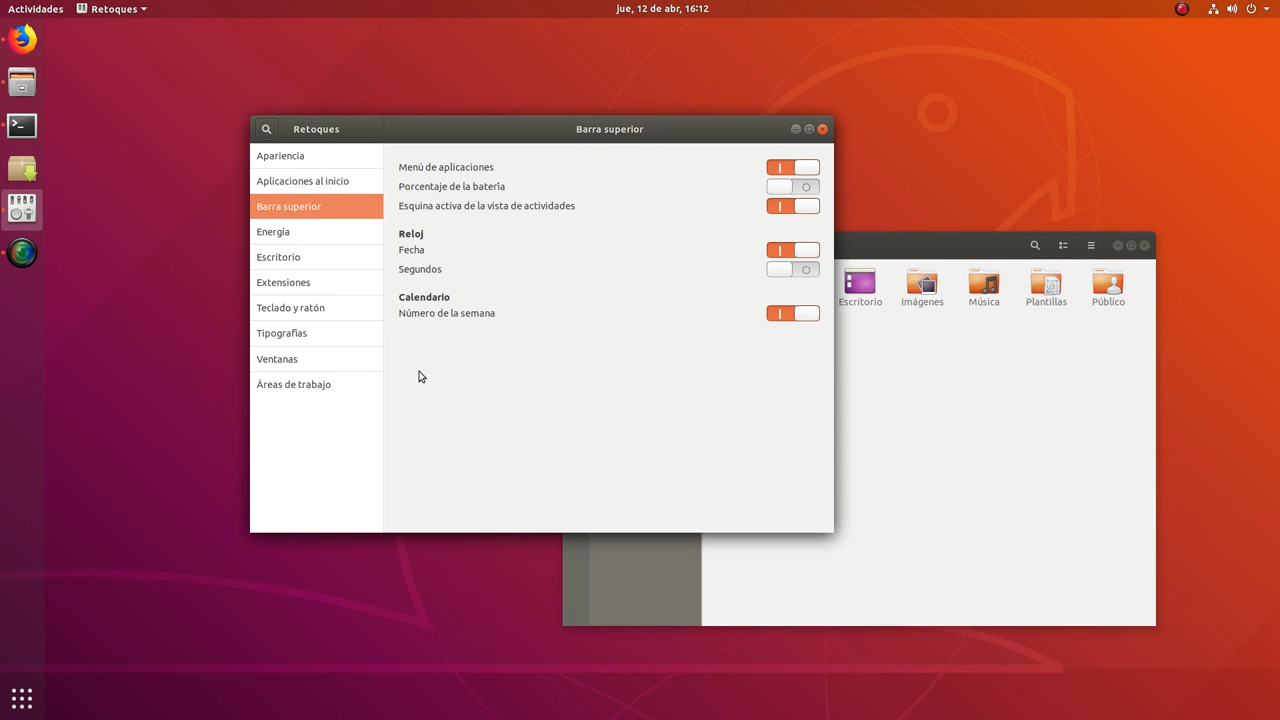 Actividades Retoques jue, 12 de abr, 16:12
Retoques Barra superior
Apariencia
Aplicaciones al inicio
Barra superior
Energía
Escritorio
Extensiones
Teclado y ratón
Tipografías
Ventanas
Áreas de trabajo
Menú de aplicaciones
Porcentaje de la batería
Esquina activa de la vista de actividades
Reloj
Fecha
Segundos
Calendario
Número de la semana
Escritorio Imágenes Música Plantillas Público